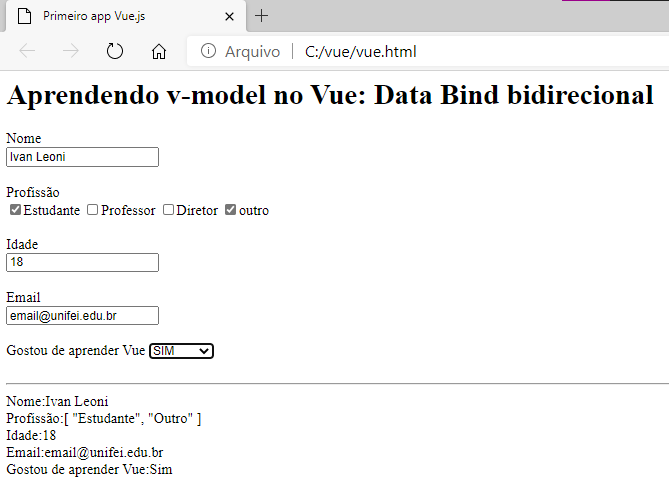 Primeiro app Vue.js
Arquivo | C:/vue/vue.html
Aprendendo v-model no Vue: Data Bind bidirecional
Nome
Ivan Leoni
Profissão
Estudante Professor Diretor outro
Idade
18
Email
email@unifei.edu.br
Gostou de aprender Vue SIM
Nome:Ivan Leoni
Profissão:[ "Estudante", "Outro" ]
Idade:18
Email:email@unifei.edu.br
Gostou de aprender Vue:Sim